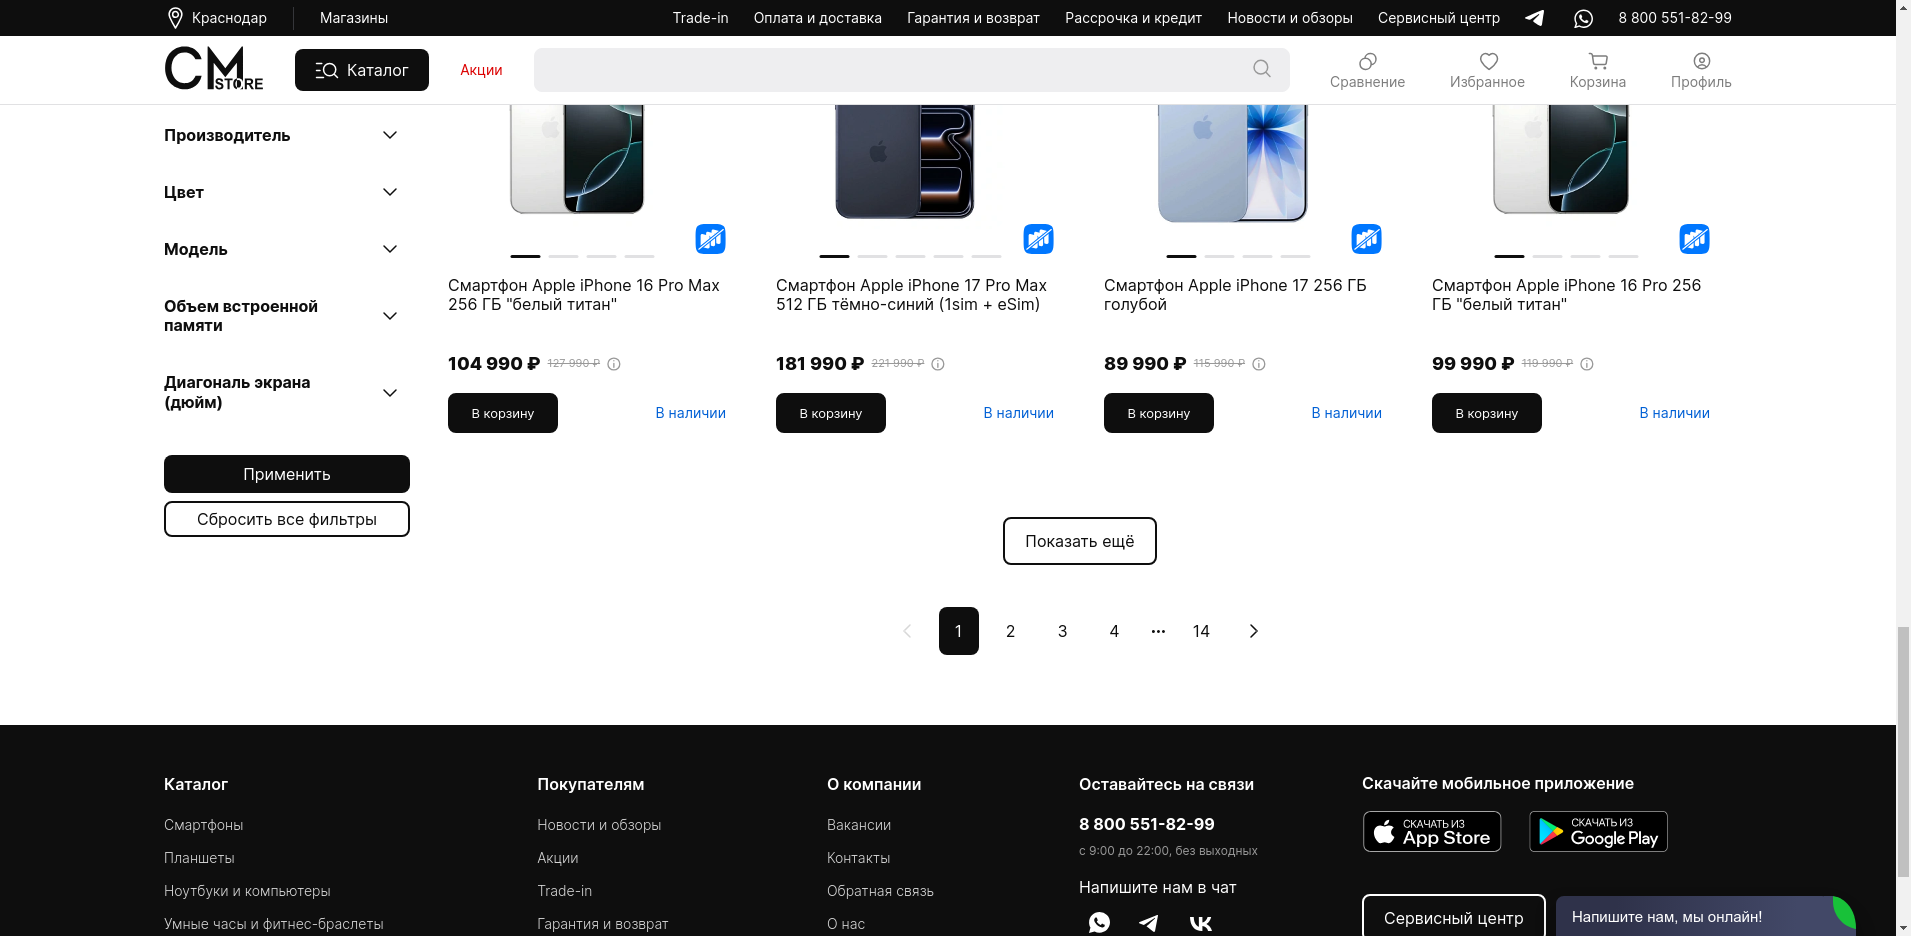 Краснодар
Магазины
Trade-in
Оплата и доставка
Гарантия и возврат
Рассрочка и кредит
Новости и обзоры
Сервисный центр
8 800 551-82-99
CM STORE
Каталог
Акции
Сравнение
Избранное
Корзина
Профиль
Производитель
Цвет
Модель
Объем встроенной
памяти
Диагональ экрана
(дюйм)
Применить
Сбросить все фильтры
Смартфон Apple iPhone 16 Pro Max
256 ГБ "белый титан"
104 990 ₽ 127 990 ₽
В корзину
В наличии
Смартфон Apple iPhone 17 Pro Max
512 ГБ тёмно-синий (1sim + eSim)
181 990 ₽ 221 990 ₽
В корзину
В наличии
Смартфон Apple iPhone 17 256 ГБ
голубой
89 990 ₽ 115 990 ₽
В корзину
В наличии
Смартфон Apple iPhone 16 Pro 256
ГБ "белый титан"
99 990 ₽ 119 990 ₽
В корзину
В наличии
Показать ещё
1 2 3 4 ... 14
Каталог
Смартфоны
Планшеты
Ноутбуки и компьютеры
Умные часы и фитнес-браслеты
Покупателям
Новости и обзоры
Акции
Trade-in
Гарантия и возврат
О компании
Вакансии
Контакты
Обратная связь
О нас
Оставайтесь на связи
8 800 551-82-99
с 9:00 до 22:00, без выходных
Напишите нам в чат
Скачайте мобильное приложение
СКАЧАТЬ ИЗ
App Store
СКАЧАТЬ ИЗ
Google Play
Сервисный центр
Напишите нам, мы онлайн!